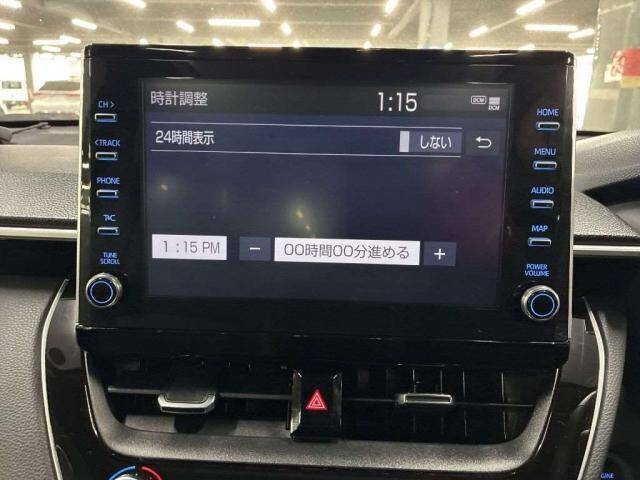 時計調整 1:15 DCM DCM
24時間表示 しない
1:15 PM − 00時間00分進める +
CH >
< TRACK
PHONE
TUNE
SCROLL
HOME
MENU
AUDIO
MAP
POWER
VOLUME